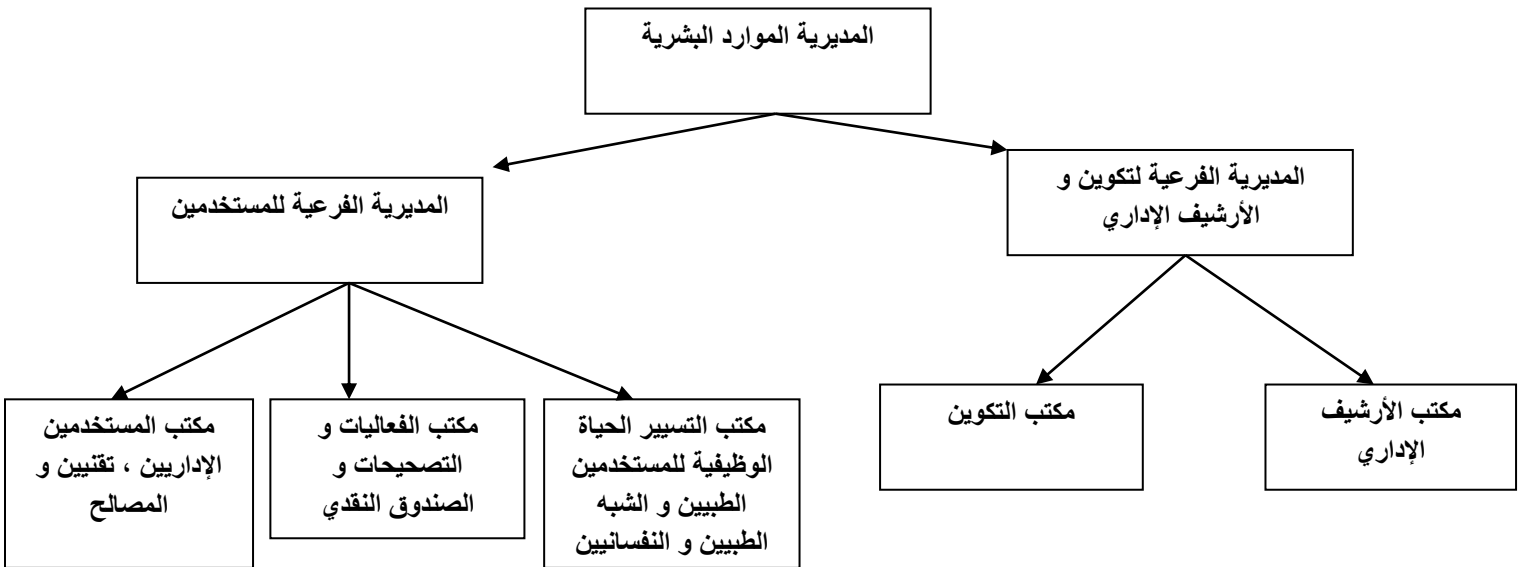 المديرية الموارد البشرية
المديرية الفرعية لتكوين و
الأرشيف الإداري
المديرية الفرعية للمستخدمين
مكتب الأرشيف
الإداري
مكتب التكوين
مكتب التسيير الحياة
الوظيفية للمستخدمين
الطبيين و الشبه
الطبيين و النفسانيين
مكتب الفعاليات و
التصحيحات و
الصندوق النقدي
مكتب المستخدمين
الإداريين ، تقنيين و
المصالح